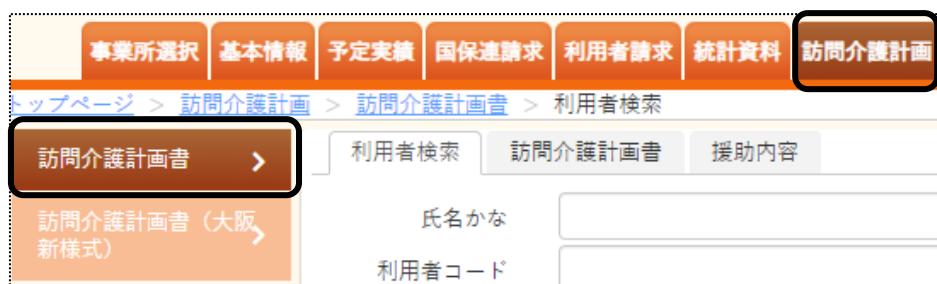 事業所選択 基本情報 予定実績 国保連請求 利用者請求 統計資料 訪問介護計画
トップページ > 訪問介護計画 > 訪問介護計画書 > 利用者検索
訪問介護計画書
利用者検索 訪問介護計画書 援助内容
訪問介護計画書（大阪
新様式）
氏名かな
利用者コード